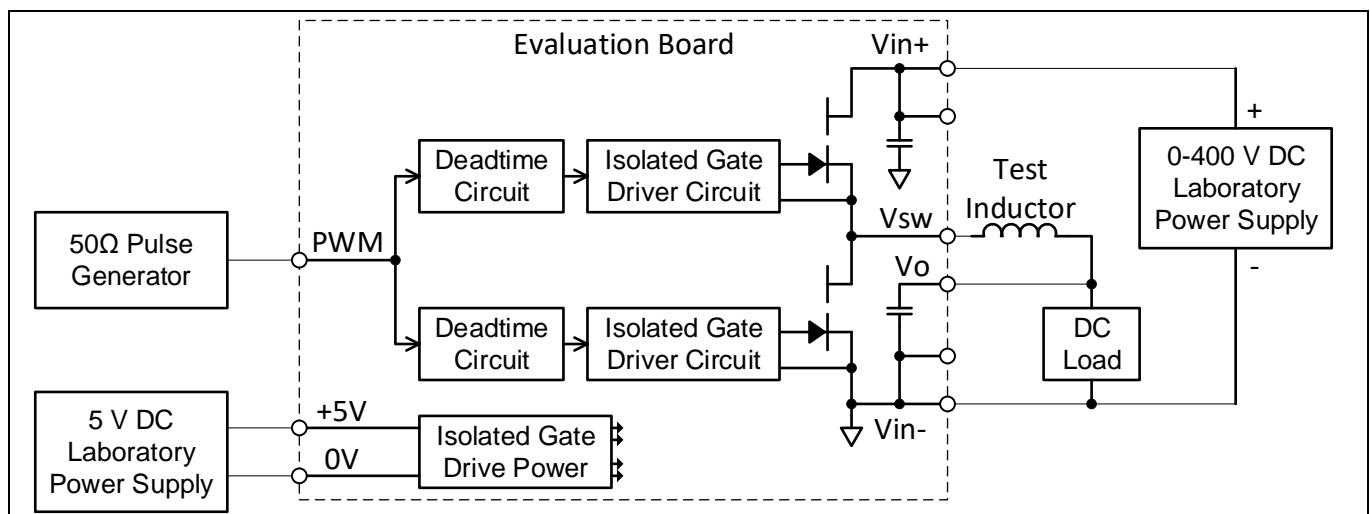 Evaluation Board
Vin+
+
Deadtime
Circuit
Isolated Gate
Driver Circuit
0-400 V DC
Laboratory
Power Supply
Test
Inductor
Vsw
50Ω Pulse
Generator
PWM
Vo
-
Deadtime
Circuit
Isolated Gate
Driver Circuit
DC
Load
5 V DC
Laboratory
Power Supply
+5V
0V
Isolated Gate
Drive Power
Vin-